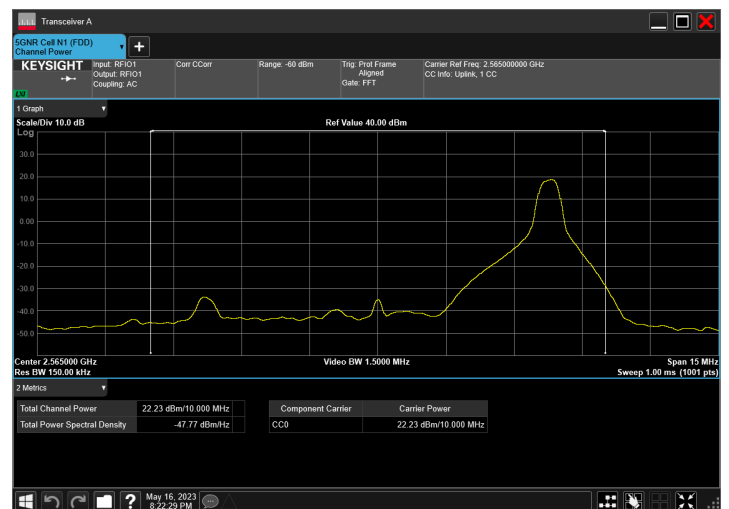 Transceiver A
5GNR Cell N1 (FDD)
Channel Power
+
KEYSIGHT
LXI
Input: RFIO1
Output: RFIO1
Coupling: AC
Corr CCorr
Range: -60 dBm
Trig: Prot Frame
Aligned
Gate: FFT
Carrier Ref Freq: 2.565000000 GHz
CC Info: Uplink, 1 CC
1 Graph
Scale/Div 10.0 dB
Ref Value 40.00 dBm
Log
30.0
20.0
10.0
0.00
-10.0
-20.0
-30.0
-40.0
-50.0
Center 2.565000 GHz
Video BW 1.5000 MHz
Span 15 MHz
Res BW 150.00 kHz
Sweep 1.00 ms (1001 pts)
2 Metrics
Total Channel Power 22.23 dBm/10.000 MHz
Total Power Spectral Density -47.77 dBm/Hz
Component Carrier Carrier Power
CC0 22.23 dBm/10.000 MHz
?
May 16, 2023
8:22:29 PM